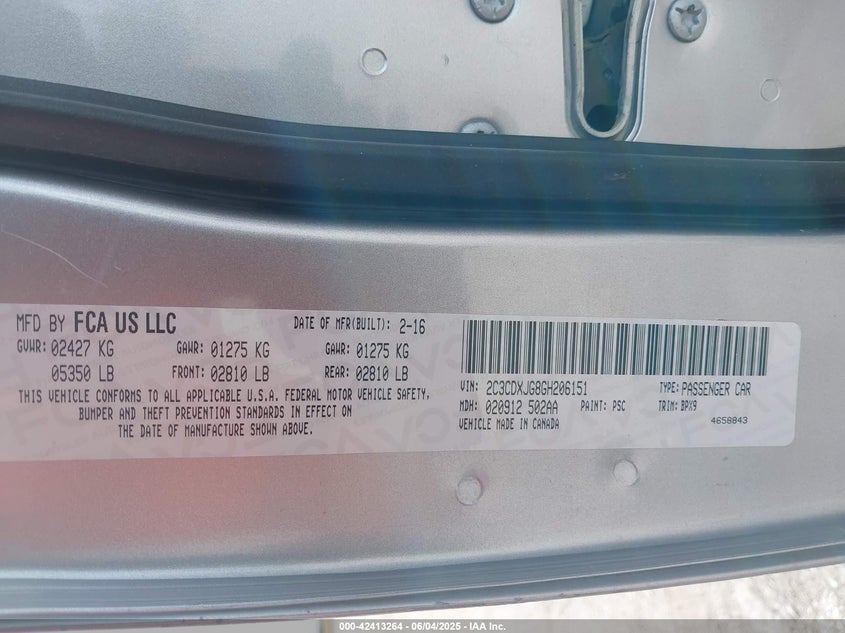 MFD BY FCA US LLC
DATE OF MFR(BUILT): 2-16
GVWR: 02427 KG GAWR: 01275 KG GAWR: 01275 KG
05350 LB FRONT: 02810 LB REAR: 02810 LB
THIS VEHICLE CONFORMS TO ALL APPLICABLE U.S.A. FEDERAL MOTOR VEHICLE SAFETY,
BUMPER AND THEFT PREVENTION STANDARDS IN EFFECT ON
THE DATE OF MANUFACTURE SHOWN ABOVE.
VIN: 2C3CDXJG8GH206151 TYPE: PASSENGER CAR
MDH: 020912 502AA PAINT: PSC TRIM: BPX9
VEHICLE MADE IN CANADA 4658843
000-42413264 - 06/04/2025 - IAA Inc.